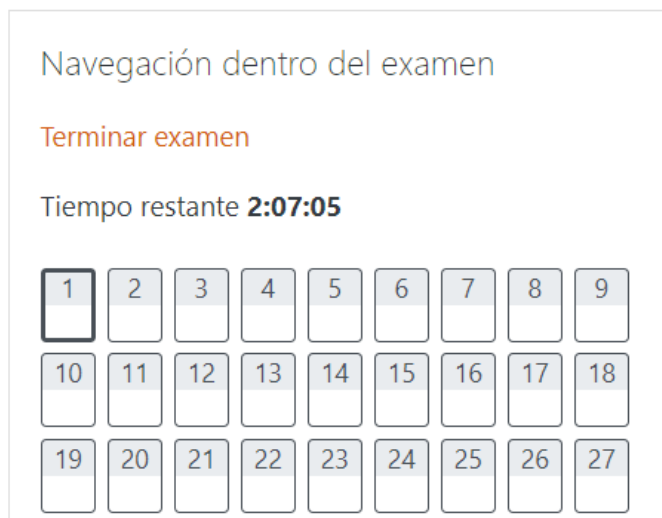 Navegación dentro del examen
Terminar examen
Tiempo restante 2:07:05
1 2 3 4 5 6 7 8 9
10 11 12 13 14 15 16 17 18
19 20 21 22 23 24 25 26 27